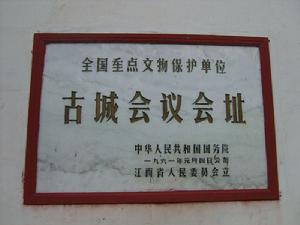 全国重点文物保护单位
古城会议会址
中华人民共和国国务院
一九六一年元月四日公布
江西省人民委员会立